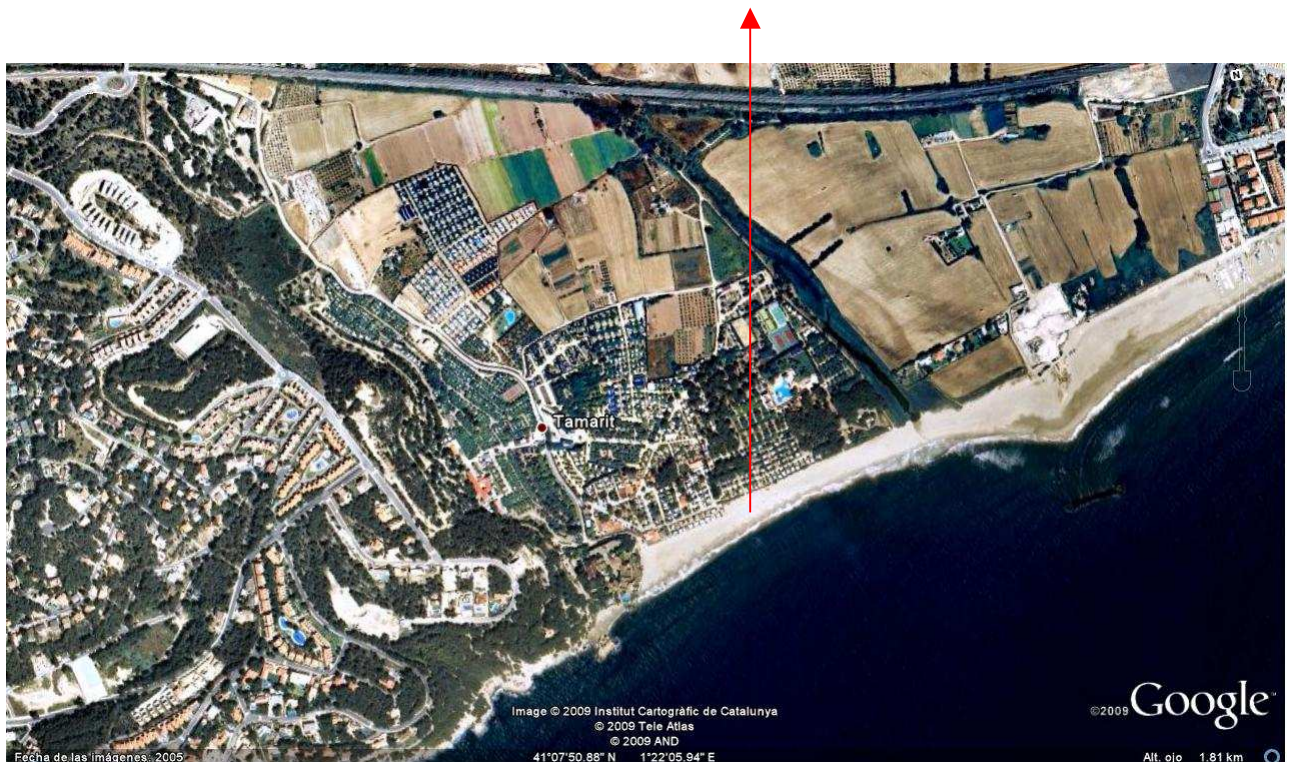 N
Tamarit
Image © 2009 Institut Cartogràfic de Catalunya
© 2009 Tele Atlas
© 2009 AND
©2009 Google™
Fecha de las imágenes: 2005
41°07'50.88" N 1°22'05.94" E
Alt. ojo 1.81 km